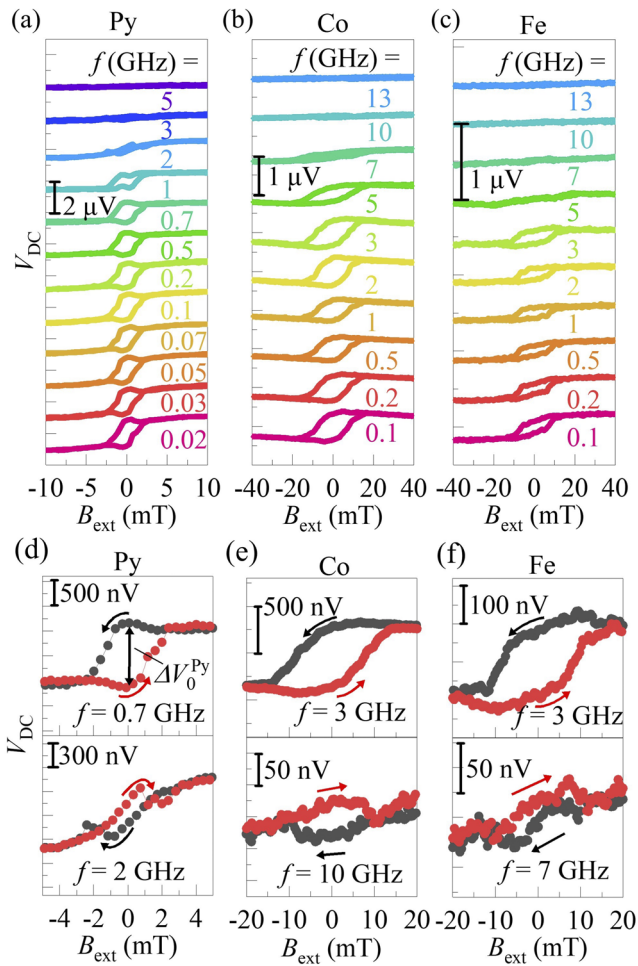 (a) Py (b) Co (c) Fe
f (GHz) = f (GHz) = f (GHz) =
5 13 13
3 10 10
2 7 7
1 5 5
0.7 3 3
0.5 2 2
0.2 1 1
0.1 0.5 0.5
0.07 0.2 0.2
0.05 0.1 0.1
0.03
0.02
2 μV 1 μV 1 μV
V_DC
-10 -5 0 5 10 -40 -20 0 20 40 -40 -20 0 20 40
B_ext (mT) B_ext (mT) B_ext (mT)
(d) Py (e) Co (f) Fe
500 nV 500 nV 100 nV
ΔV_0^Py
f = 0.7 GHz f = 3 GHz f = 3 GHz
V_DC
300 nV 50 nV 50 nV
f = 2 GHz f = 10 GHz f = 7 GHz
-4 -2 0 2 4 -20 -10 0 10 20 -20 -10 0 10 20
B_ext (mT) B_ext (mT) B_ext (mT)